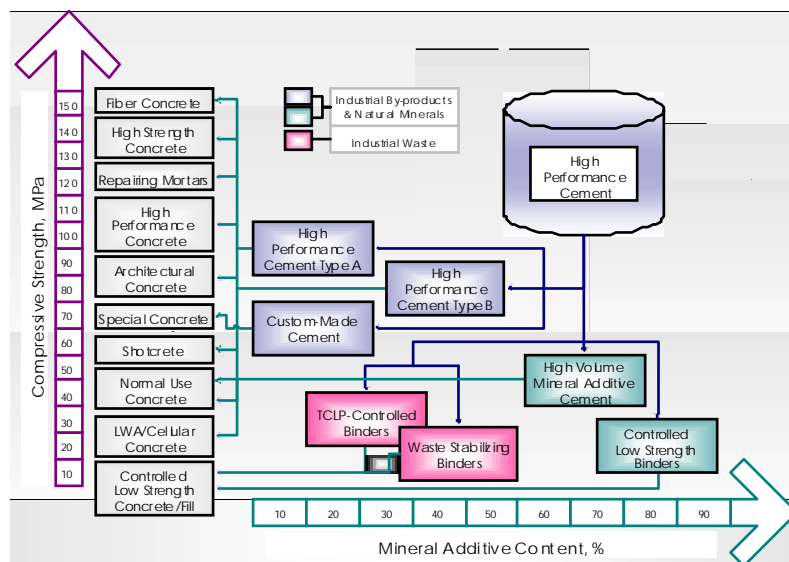 150
140
130
120
110
100
90
80
70
60
50
40
30
20
10
Compressive Strength, MPa
Fiber Concrete
High Strength
Concrete
Repairing Mortars
High
Performance
Concrete
Architectural
Concrete
Special Concrete
Shotcrete
Normal Use
Concrete
LWA/Cellular
Concrete
Controlled
Low Strength
Concrete/Fill
Industrial By-products
& Natural Minerals
Industrial Waste
High
Performance
Cement
High
Performance
Cement Type A
High
Performance
Cement Type B
Custom-Made
Cement
High Volume
Mineral Additive
Cement
TCLP-Controlled
Binders
Waste Stabilizing
Binders
Controlled
Low Strength
Binders
10
20
30
40
50
60
70
80
90
Mineral Additive Content, %